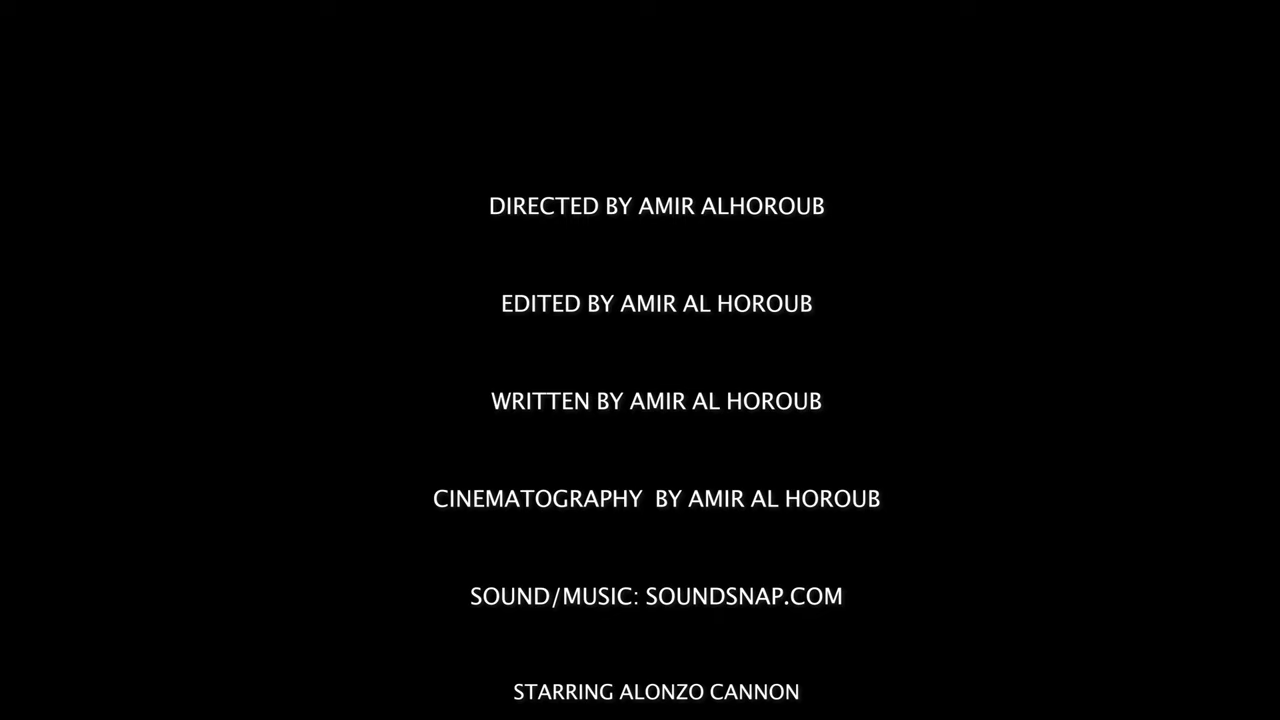 DIRECTED BY AMIR ALHOROUB
EDITED BY AMIR AL HOROUB
WRITTEN BY AMIR AL HOROUB
CINEMATOGRAPHY  BY AMIR AL HOROUB
SOUND/MUSIC: SOUNDSNAP.COM
STARRING ALONZO CANNON